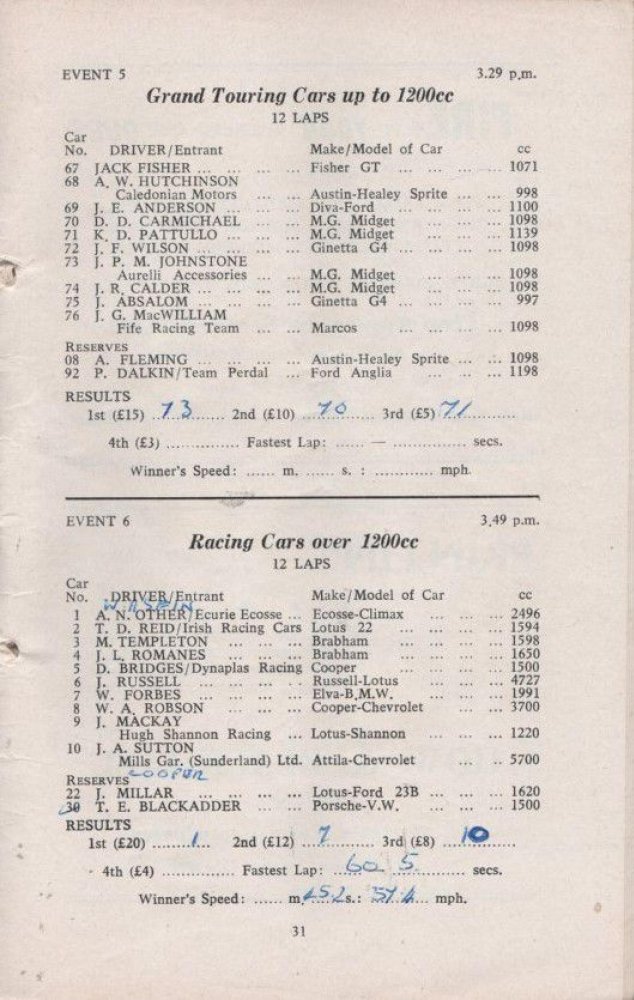 EVENT 5 3.29 p.m.
Grand Touring Cars up to 1200cc
12 LAPS
Car
No. DRIVER/Entrant Make/Model of Car cc
67 JACK FISHER ... ... ... Fisher GT ... ... ... 1071
68 A. W. HUTCHINSON
Caledonian Motors ... ... Austin-Healey Sprite ... ... 998
69 J. E. ANDERSON ... ... ... Diva-Ford ... ... ... 1100
70 D. D. CARMICHAEL ... ... M.G. Midget ... ... ... 1098
71 K. D. PATTULLO ... ... ... M.G. Midget ... ... ... 1139
72 J. F. WILSON ... ... ... ... Ginetta G4 ... ... ... 1098
73 J. P. M. JOHNSTONE
Aurelli Accessories ... ... M.G. Midget ... ... 1098
74 J. R. CALDER ... ... ... ... M.G. Midget ... ... 1098
75 J. ABSALOM ... ... ... ... Ginetta G4 ... ... ... 997
76 J. G. MacWILLIAM
Fife Racing Team ... ... Marcos ... ... ... 1098
RESERVES
08 A. FLEMING ... ... ... ... Austin-Healey Sprite ... ... 1098
92 P. DALKIN/Team Perdal ... Ford Anglia ... ... ... 1198
RESULTS
1st (£15) ..73....... 2nd (£10) ...70....... 3rd (£5) 71...........
4th (£3) ................ Fastest Lap: ...... — ................ secs.
Winner's Speed: ...... m. ...... s. : ............. mph.
EVENT 6 3.49 p.m.
Racing Cars over 1200cc
12 LAPS
Car
No. DRIVER/Entrant Make/Model of Car cc
1 A. N. OTHER/Ecurie Ecosse ... Ecosse-Climax ... ... ... 2496
2 T. D. REID/Irish Racing Cars Lotus 22 ... ... ... ... 1594
3 M. TEMPLETON ... ... ... Brabham ... ... ... ... 1598
4 J. L. ROMANES ... ... ... Brabham ... ... ... ... 1650
5 D. BRIDGES/Dynaplas Racing Cooper ... ... ... ... 1500
6 J. RUSSELL ... ... ... ... Russell-Lotus ... ... ... 4727
7 W. FORBES ... ... ... ... Elva-B.M.W. ... ... ... 1991
8 W. A. ROBSON ... ... ... Cooper-Chevrolet ... ... 3700
9 J. MACKAY
Hugh Shannon Racing ... Lotus-Shannon ... ... ... 1220
10 J. A. SUTTON
Mills Gar. (Sunderland) Ltd. Attila-Chevrolet ... .. 5700
RESERVES COOPER
22 J. MILLAR ... ... ... ... Lotus-Ford 23B ... ... ... 1620
30 T. E. BLACKADDER ... ... Porsche-V.W. ... ... ... 1500
RESULTS
1st (£20) ........1... 2nd (£12) ...7.......... 3rd (£8) ....10.........
4th (£4) ................ Fastest Lap: ...60.5............ secs.
Winner's Speed: ...... m. 45.2 s.: 57.4... mph.
31